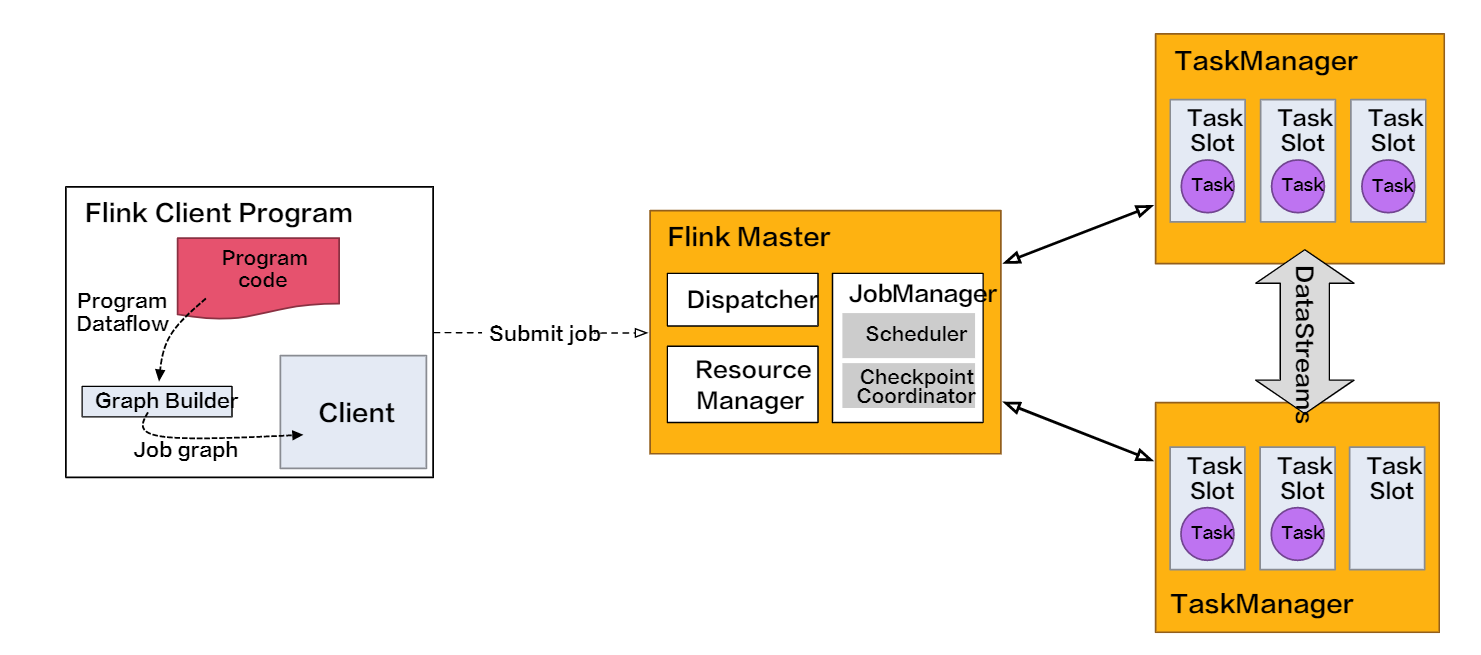 Flink Client Program
Program
code
Program
Dataflow
Graph Builder
Client
Job graph
Submit job
Flink Master
Dispatcher
Resource
Manager
JobManager
Scheduler
Checkpoint
Coordinator
TaskManager
Task
Slot
Task
Task
Slot
Task
Task
Slot
Task
DataStreams
Task
Slot
Task
Task
Slot
Task
Task
Slot
TaskManager